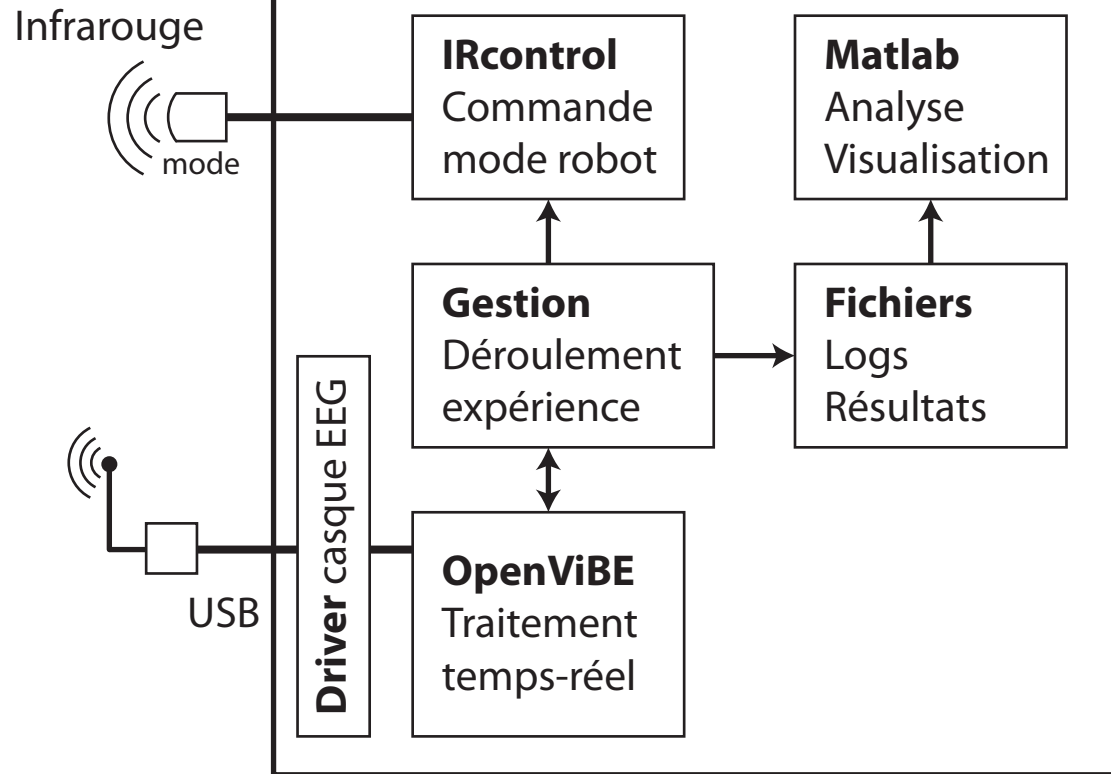 Infrarouge
mode
IRcontrol
Commande
mode robot
Matlab
Analyse
Visualisation
Gestion
Déroulement
expérience
Fichiers
Logs
Résultats
USB
Driver casque EEG
OpenViBE
Traitement
temps-réel